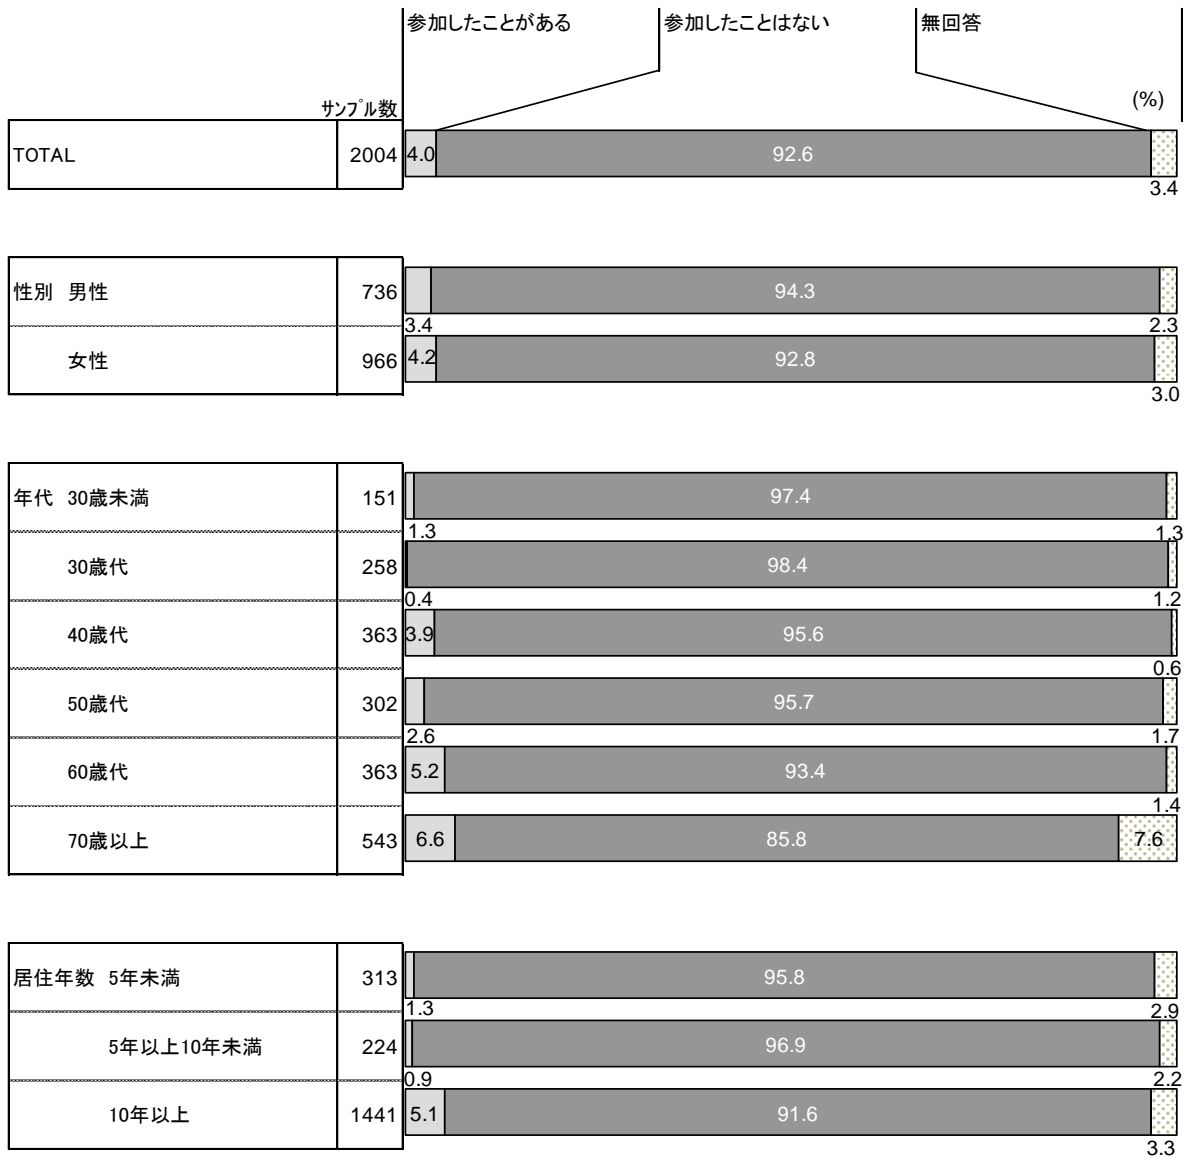 参加したことがある 参加したことはない 無回答
サンプル数 (%)
TOTAL 2004 4.0 92.6
3.4
性別 男性 736 94.3
3.4 2.3
女性 966 4.2 92.8
3.0
年代 30歳未満 151 97.4
1.3 1.3
30歳代 258 98.4
0.4 1.2
40歳代 363 3.9 95.6
0.6
50歳代 302 95.7
2.6 1.7
60歳代 363 5.2 93.4
1.4
70歳以上 543 6.6 85.8 7.6
居住年数 5年未満 313 95.8
1.3 2.9
5年以上10年未満 224 96.9
0.9 2.2
10年以上 1441 5.1 91.6
3.3